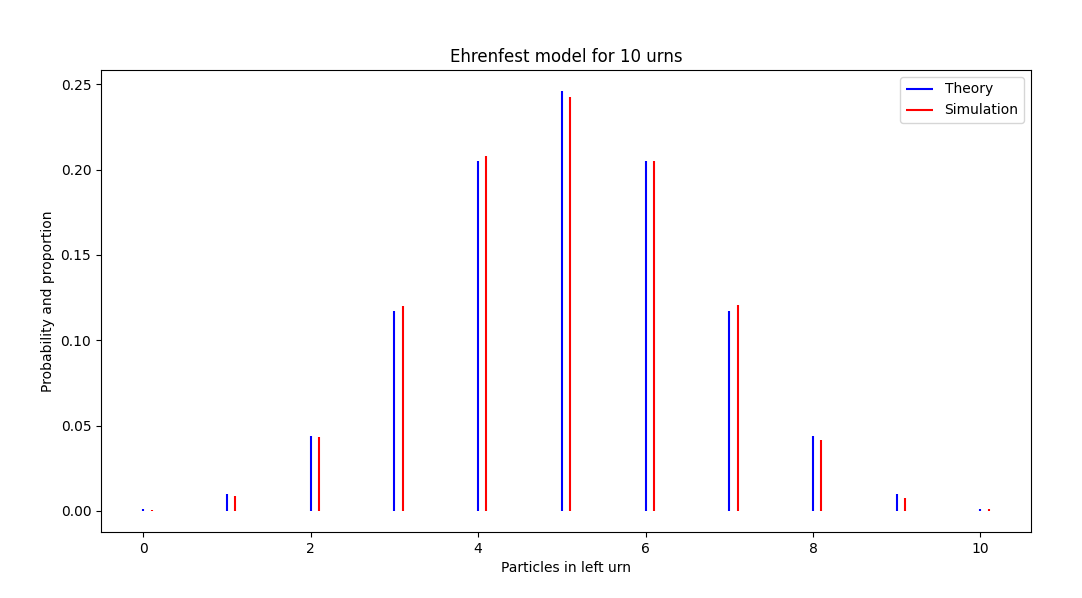 Ehrenfest model for 10 urns
Theory
Simulation
0.25
0.20
0.15
0.10
0.05
0.00
Probability and proportion
0 2 4 6 8 10
Particles in left urn